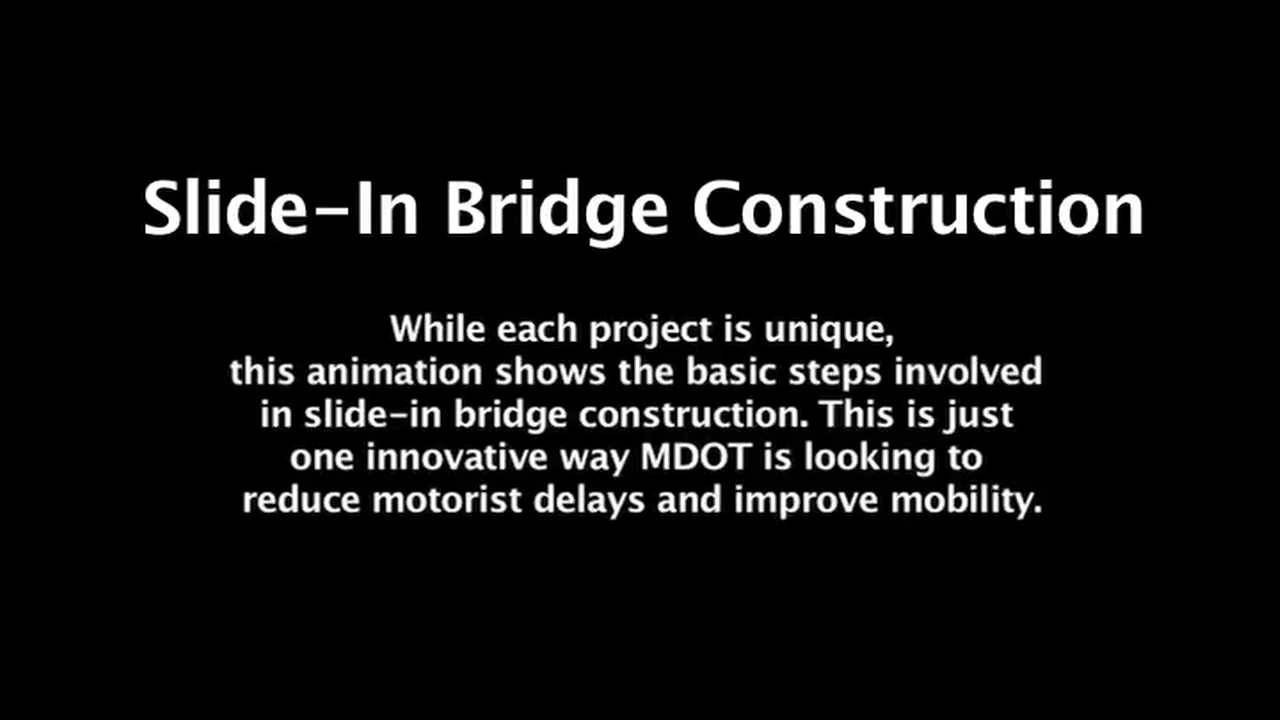 Slide-In Bridge Construction
While each project is unique,
this animation shows the basic steps involved
in slide-in bridge construction. This is just
one innovative way MDOT is looking to
reduce motorist delays and improve mobility.